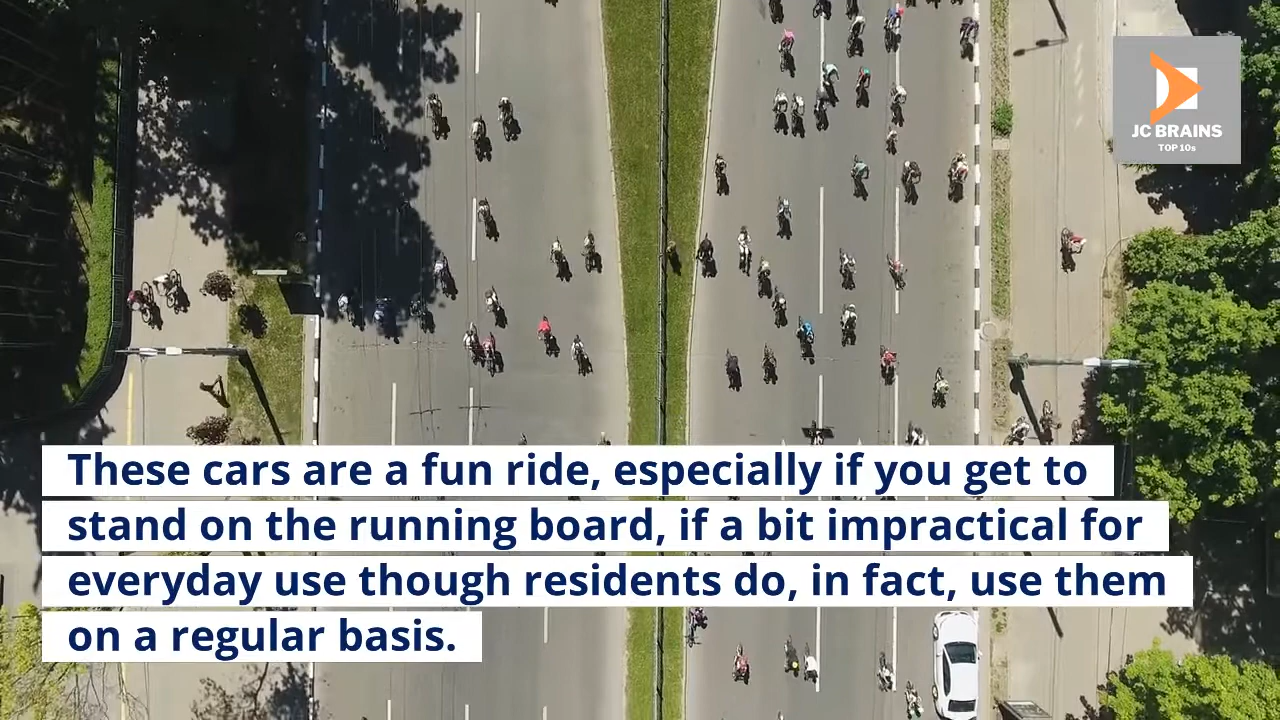 JC BRAINS
TOP 10s
These cars are a fun ride, especially if you get to
stand on the running board, if a bit impractical for
everyday use though residents do, in fact, use them
on a regular basis.